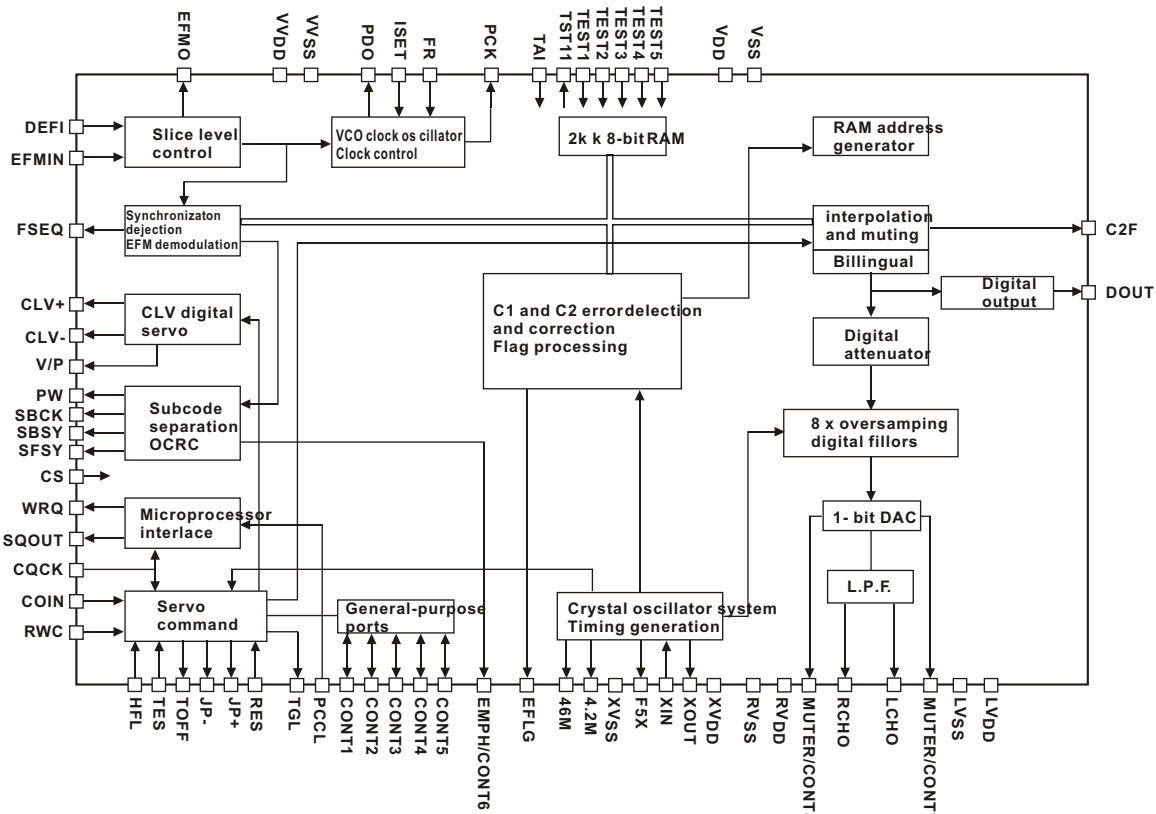 EFMO
VVDD
VVSS
PDO
ISET
FR
PCK
TAI
TST11
TEST1
TEST2
TEST3
TEST4
TEST5
VDD
VSS
DEFI
EFMIN
FSEQ
CLV+
CLV-
V/P
PW
SBCK
SBSY
SFSY
CS
WRQ
SQOUT
CQCK
COIN
RWC
Slice level
control
VCO clock os cillator
Clock control
2k k 8-bit RAM
RAM address
generator
Synchronizaton
dejection
EFM demodulation
interpolation
and muting
Billingual
C2F
Digital
output
DOUT
CLV digital
servo
C1 and C2 errordelection
and correction
Flag processing
Digital
attenuator
Subcode
separation
OCRC
8 x oversamping
digital fillors
Microprocessor
interlace
1- bit DAC
L.P.F.
Servo
command
General-purpose
ports
Crystal oscillator system
Timing generation
HFL
TES
TOFF
JP-
JP+
RES
TGL
PCCL
CONT1
CONT2
CONT3
CONT4
CONT5
EMPH/CONT6
EFLG
46M
4.2M
XVSS
F5X
XIN
XOUT
XVDD
RVSS
RVDD
MUTER/CONT
RCHO
LCHO
MUTER/CONT
LVSS
LVDD